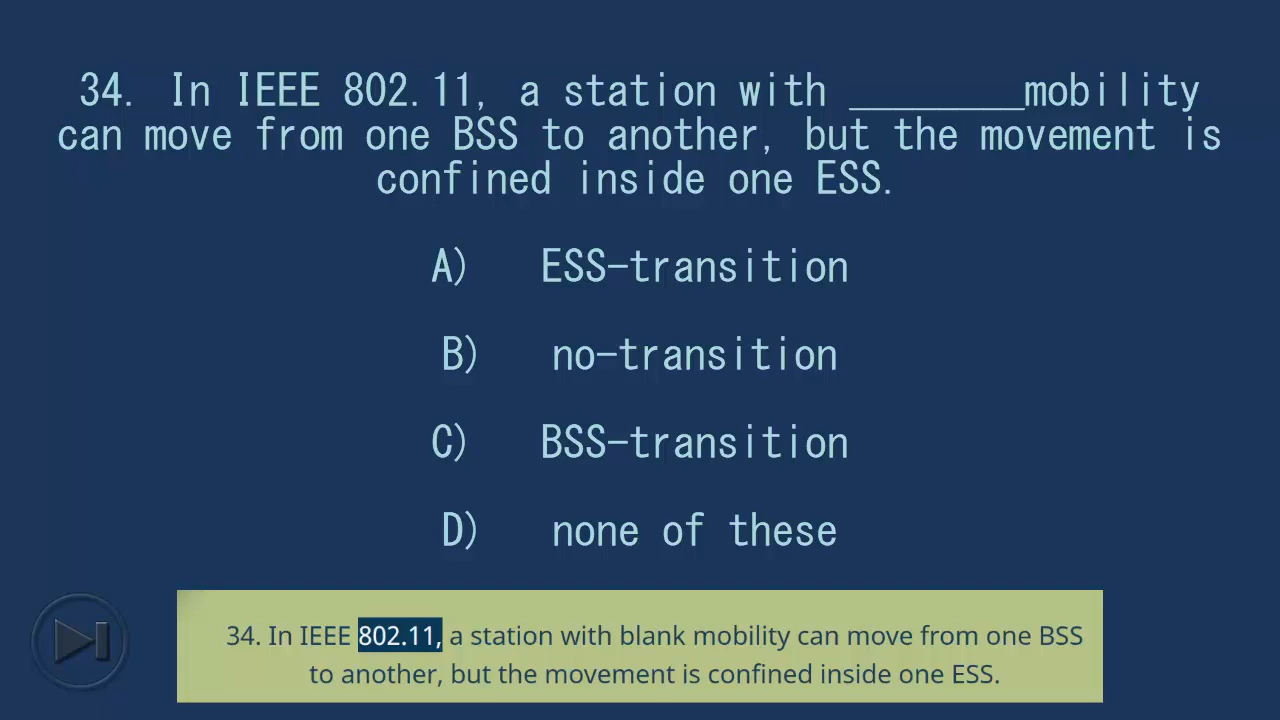 34. In IEEE 802.11, a station with ________mobility
can move from one BSS to another, but the movement is
confined inside one ESS.
A) ESS-transition
B) no-transition
C) BSS-transition
D) none of these
34. In IEEE 802.11, a station with blank mobility can move from one BSS
to another, but the movement is confined inside one ESS.